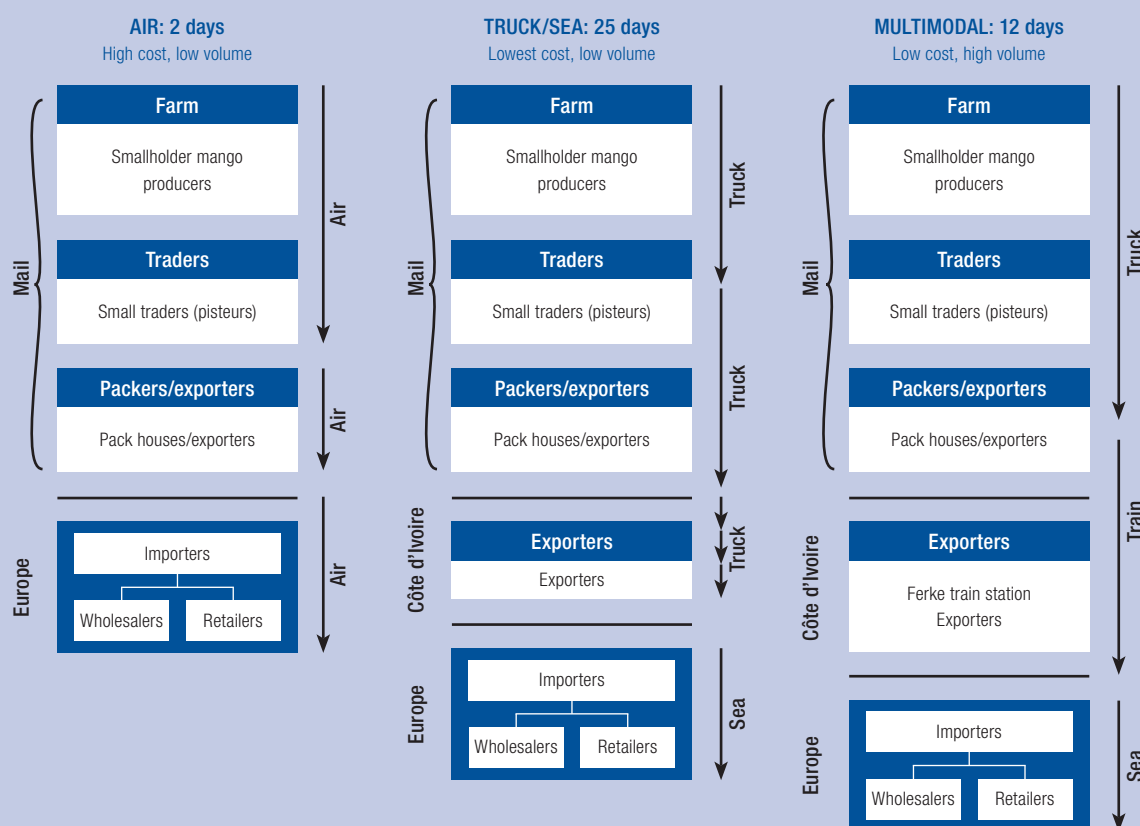 AIR: 2 days
High cost, low volume
Farm
Smallholder mango
producers
Traders
Small traders (pisteurs)
Packers/exporters
Pack houses/exporters
Importers
Wholesalers Retailers
Mail
Europe
Air
Air
Air
TRUCK/SEA: 25 days
Lowest cost, low volume
Farm
Smallholder mango
producers
Traders
Small traders (pisteurs)
Packers/exporters
Pack houses/exporters
Exporters
Exporters
Importers
Wholesalers Retailers
Mail
Côte d’Ivoire
Europe
Truck
Truck
Truck
Sea
MULTIMODAL: 12 days
Low cost, high volume
Farm
Smallholder mango
producers
Traders
Small traders (pisteurs)
Packers/exporters
Pack houses/exporters
Exporters
Ferke train station
Exporters
Importers
Wholesalers Retailers
Mail
Côte d’Ivoire
Europe
Truck
Train
Sea